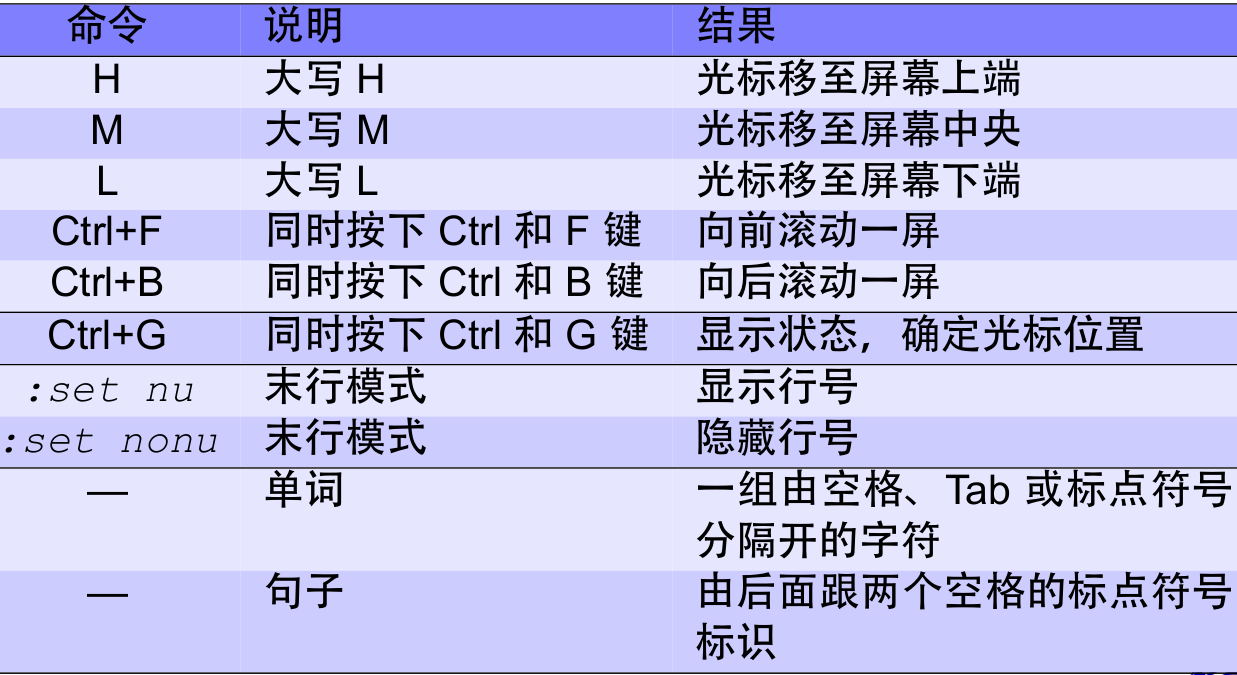 命令 说明 结果
H 大写 H 光标移至屏幕上端
M 大写 M 光标移至屏幕中央
L 大写 L 光标移至屏幕下端
Ctrl+F 同时按下 Ctrl 和 F 键 向前滚动一屏
Ctrl+B 同时按下 Ctrl 和 B 键 向后滚动一屏
Ctrl+G 同时按下 Ctrl 和 G 键 显示状态，确定光标位置
:set nu 末行模式 显示行号
:set nonu 末行模式 隐藏行号
— 单词 一组由空格、Tab 或标点符号
分隔开的字符
— 句子 由后面跟两个空格的标点符号
标识